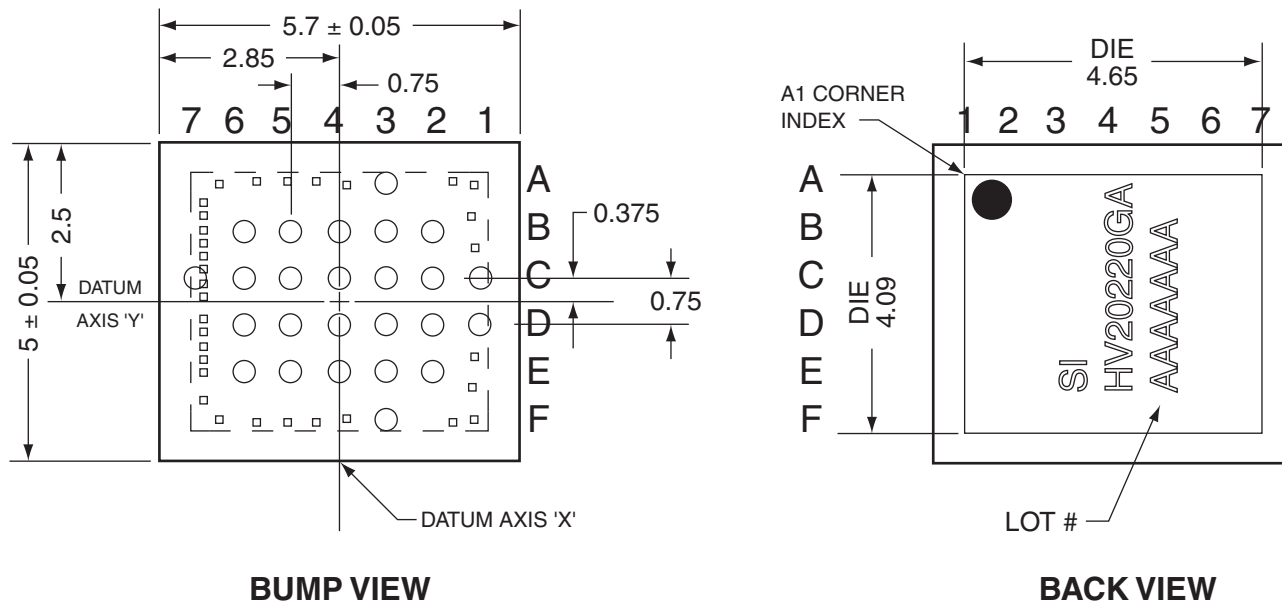 5.7 ± 0.05
2.85
0.75
7 6 5 4 3 2 1
A
B
C
D
E
F
0.375
0.75
5 ± 0.05
2.5
DATUM
AXIS 'Y'
DATUM AXIS 'X'
BUMP VIEW
DIE
4.65
A1 CORNER
INDEX
1 2 3 4 5 6 7
A
B
C
D
E
F
DIE
4.09
SI
HV20220GA
AAAAAAA
LOT #
BACK VIEW